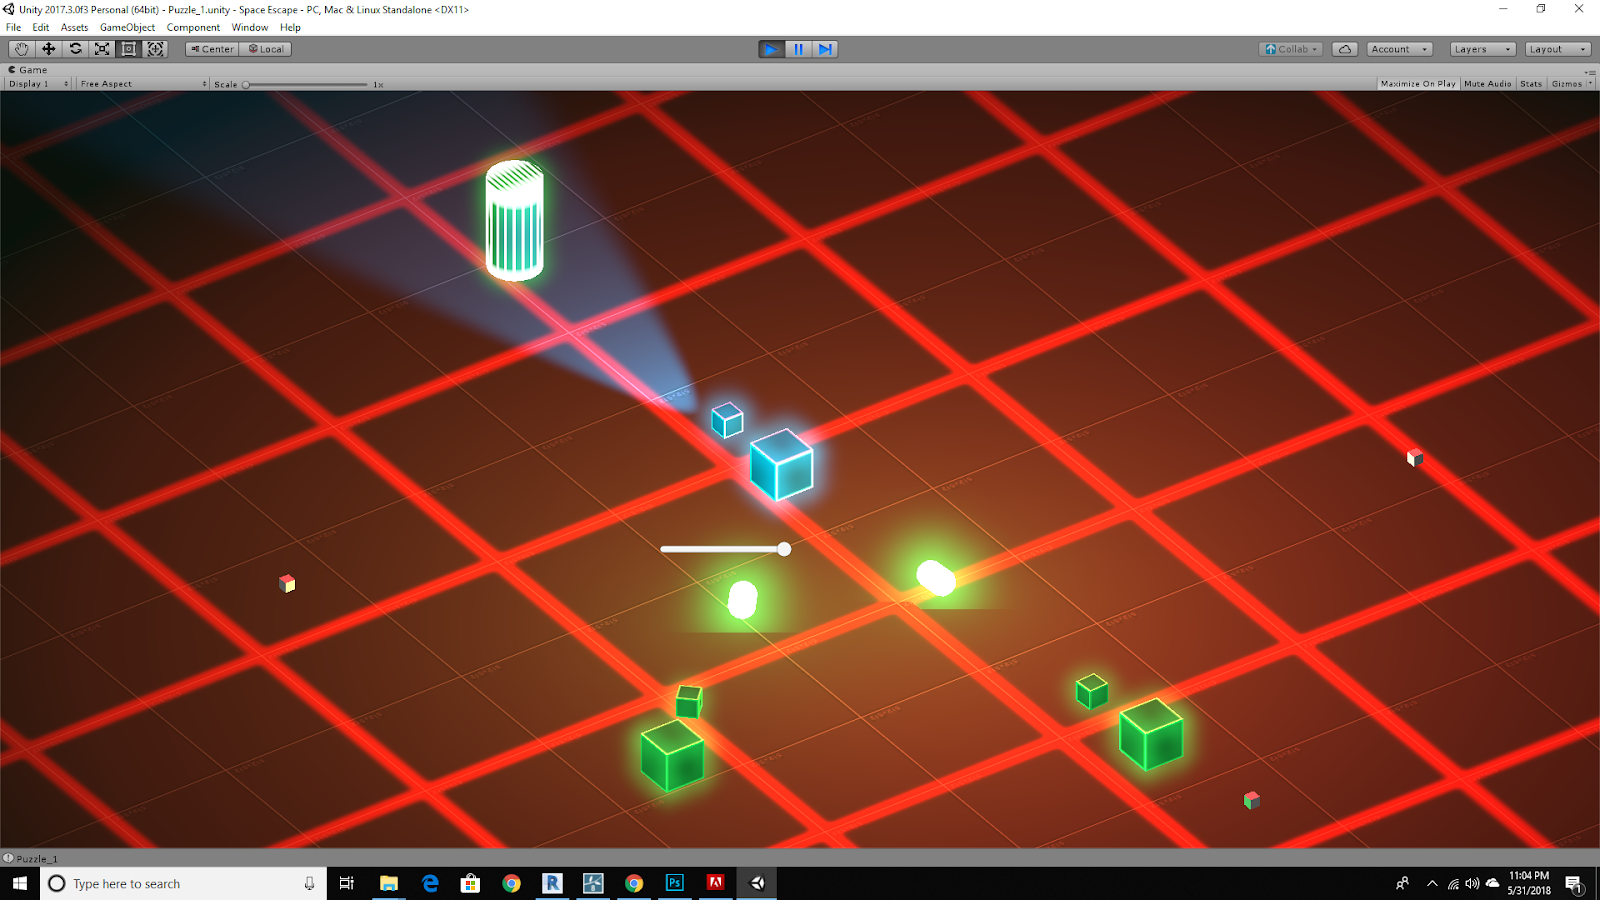 Unity 2017.3.0f3 Personal (64bit) - Puzzle_1.unity - Space Escape - PC, Mac & Linux Standalone <DX11>
File Edit Assets GameObject Component Window Help
Center Local Collab Account Layers Layout
Game
Display 1 Free Aspect Scale 1x Maximize On Play Mute Audio Stats Gizmos
Puzzle_1
Type here to search
R Ps
11:04 PM
5/31/2018
1